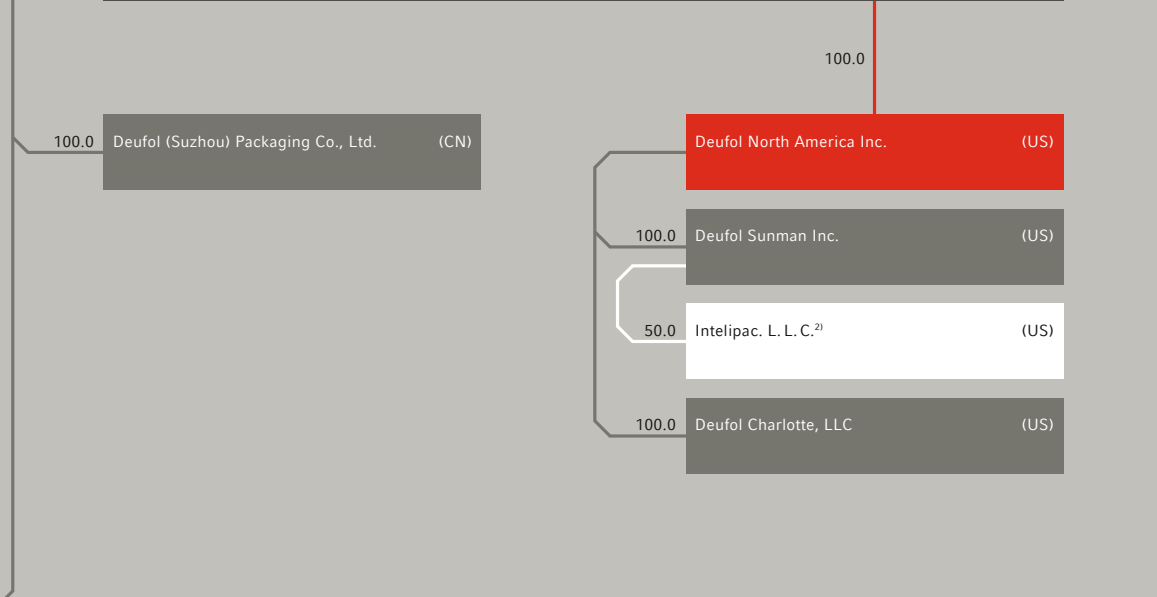 100.0
100.0 Deufol (Suzhou) Packaging Co., Ltd. (CN)
Deufol North America Inc. (US)
100.0 Deufol Sunman Inc. (US)
50.0 Intelipac. L. L. C.²⁾ (US)
100.0 Deufol Charlotte, LLC (US)